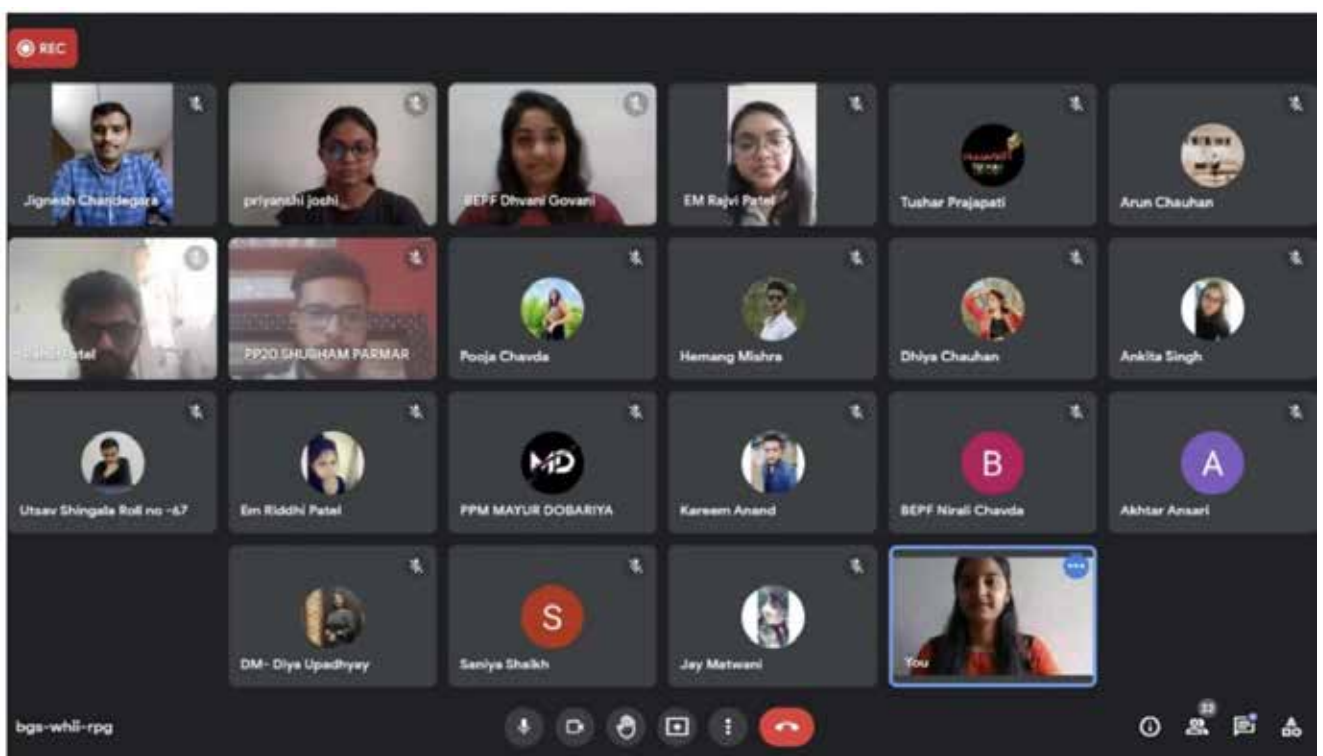 REC
Jignesh Chandegara
priyanshi joshi
BEPF Dhvani Govani
EM Rajvi Patel
Tushar Prajapati
Arun Chauhan
Patel
PP20 SHUBHAM PARMAR
Pooja Chavda
Hemang Mishra
Dhiya Chauhan
Ankita Singh
Utsav Shingala Roll no -67
Em Riddhi Patel
MD
PPM MAYUR DOBARIYA
Kareem Anand
B
BEPF Nirali Chavda
A
Akhtar Ansari
DM- Diya Upadhyay
S
Saniya Shaikh
Jay Matwani
You
bgs-whii-rpg